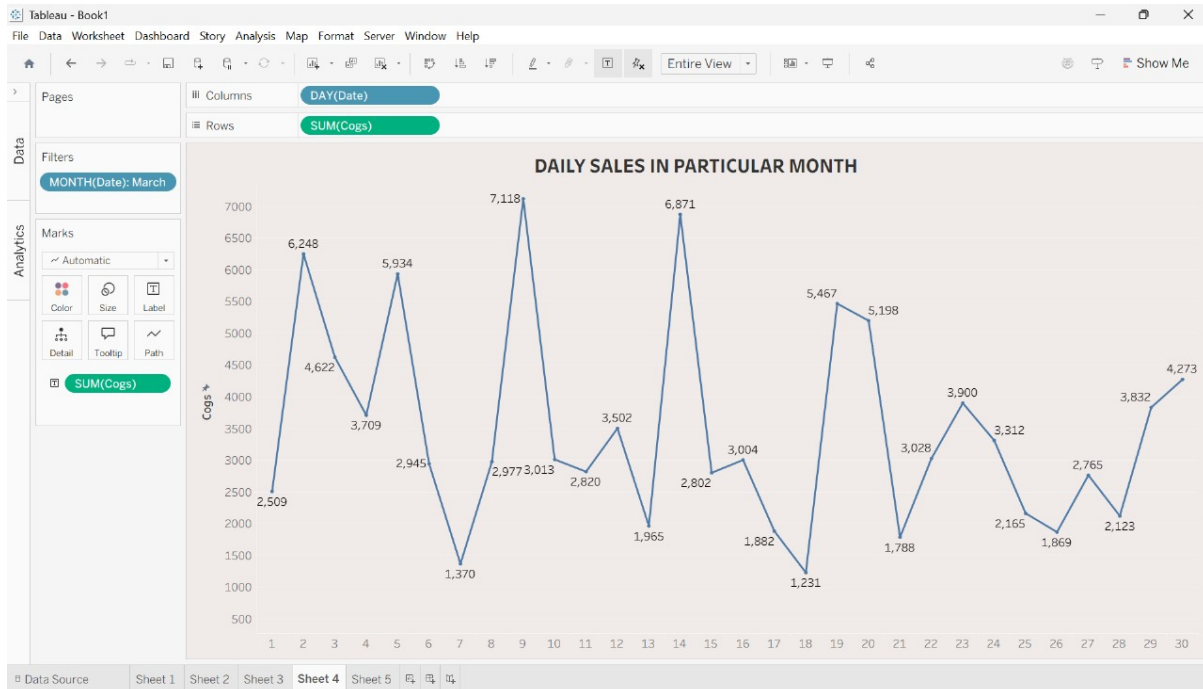 Tableau - Book1
File Data Worksheet Dashboard Story Analysis Map Format Server Window Help
Entire View
Show Me
Pages
Columns
DAY(Date)
Rows
SUM(Cogs)
Data
Analytics
Filters
MONTH(Date): March
Marks
Automatic
Color Size Label
Detail Tooltip Path
SUM(Cogs)
DAILY SALES IN PARTICULAR MONTH
Cogs
7000
6500
6000
5500
5000
4500
4000
3500
3000
2500
2000
1500
1000
500
2,509
6,248
4,622
3,709
5,934
2,945
1,370
2,977
7,118
3,013
2,820
3,502
1,965
6,871
2,802
3,004
1,882
1,231
5,467
5,198
1,788
3,028
3,900
3,312
2,165
1,869
2,765
2,123
3,832
4,273
1 2 3 4 5 6 7 8 9 10 11 12 13 14 15 16 17 18 19 20 21 22 23 24 25 26 27 28 29 30
Data Source Sheet 1 Sheet 2 Sheet 3 Sheet 4 Sheet 5